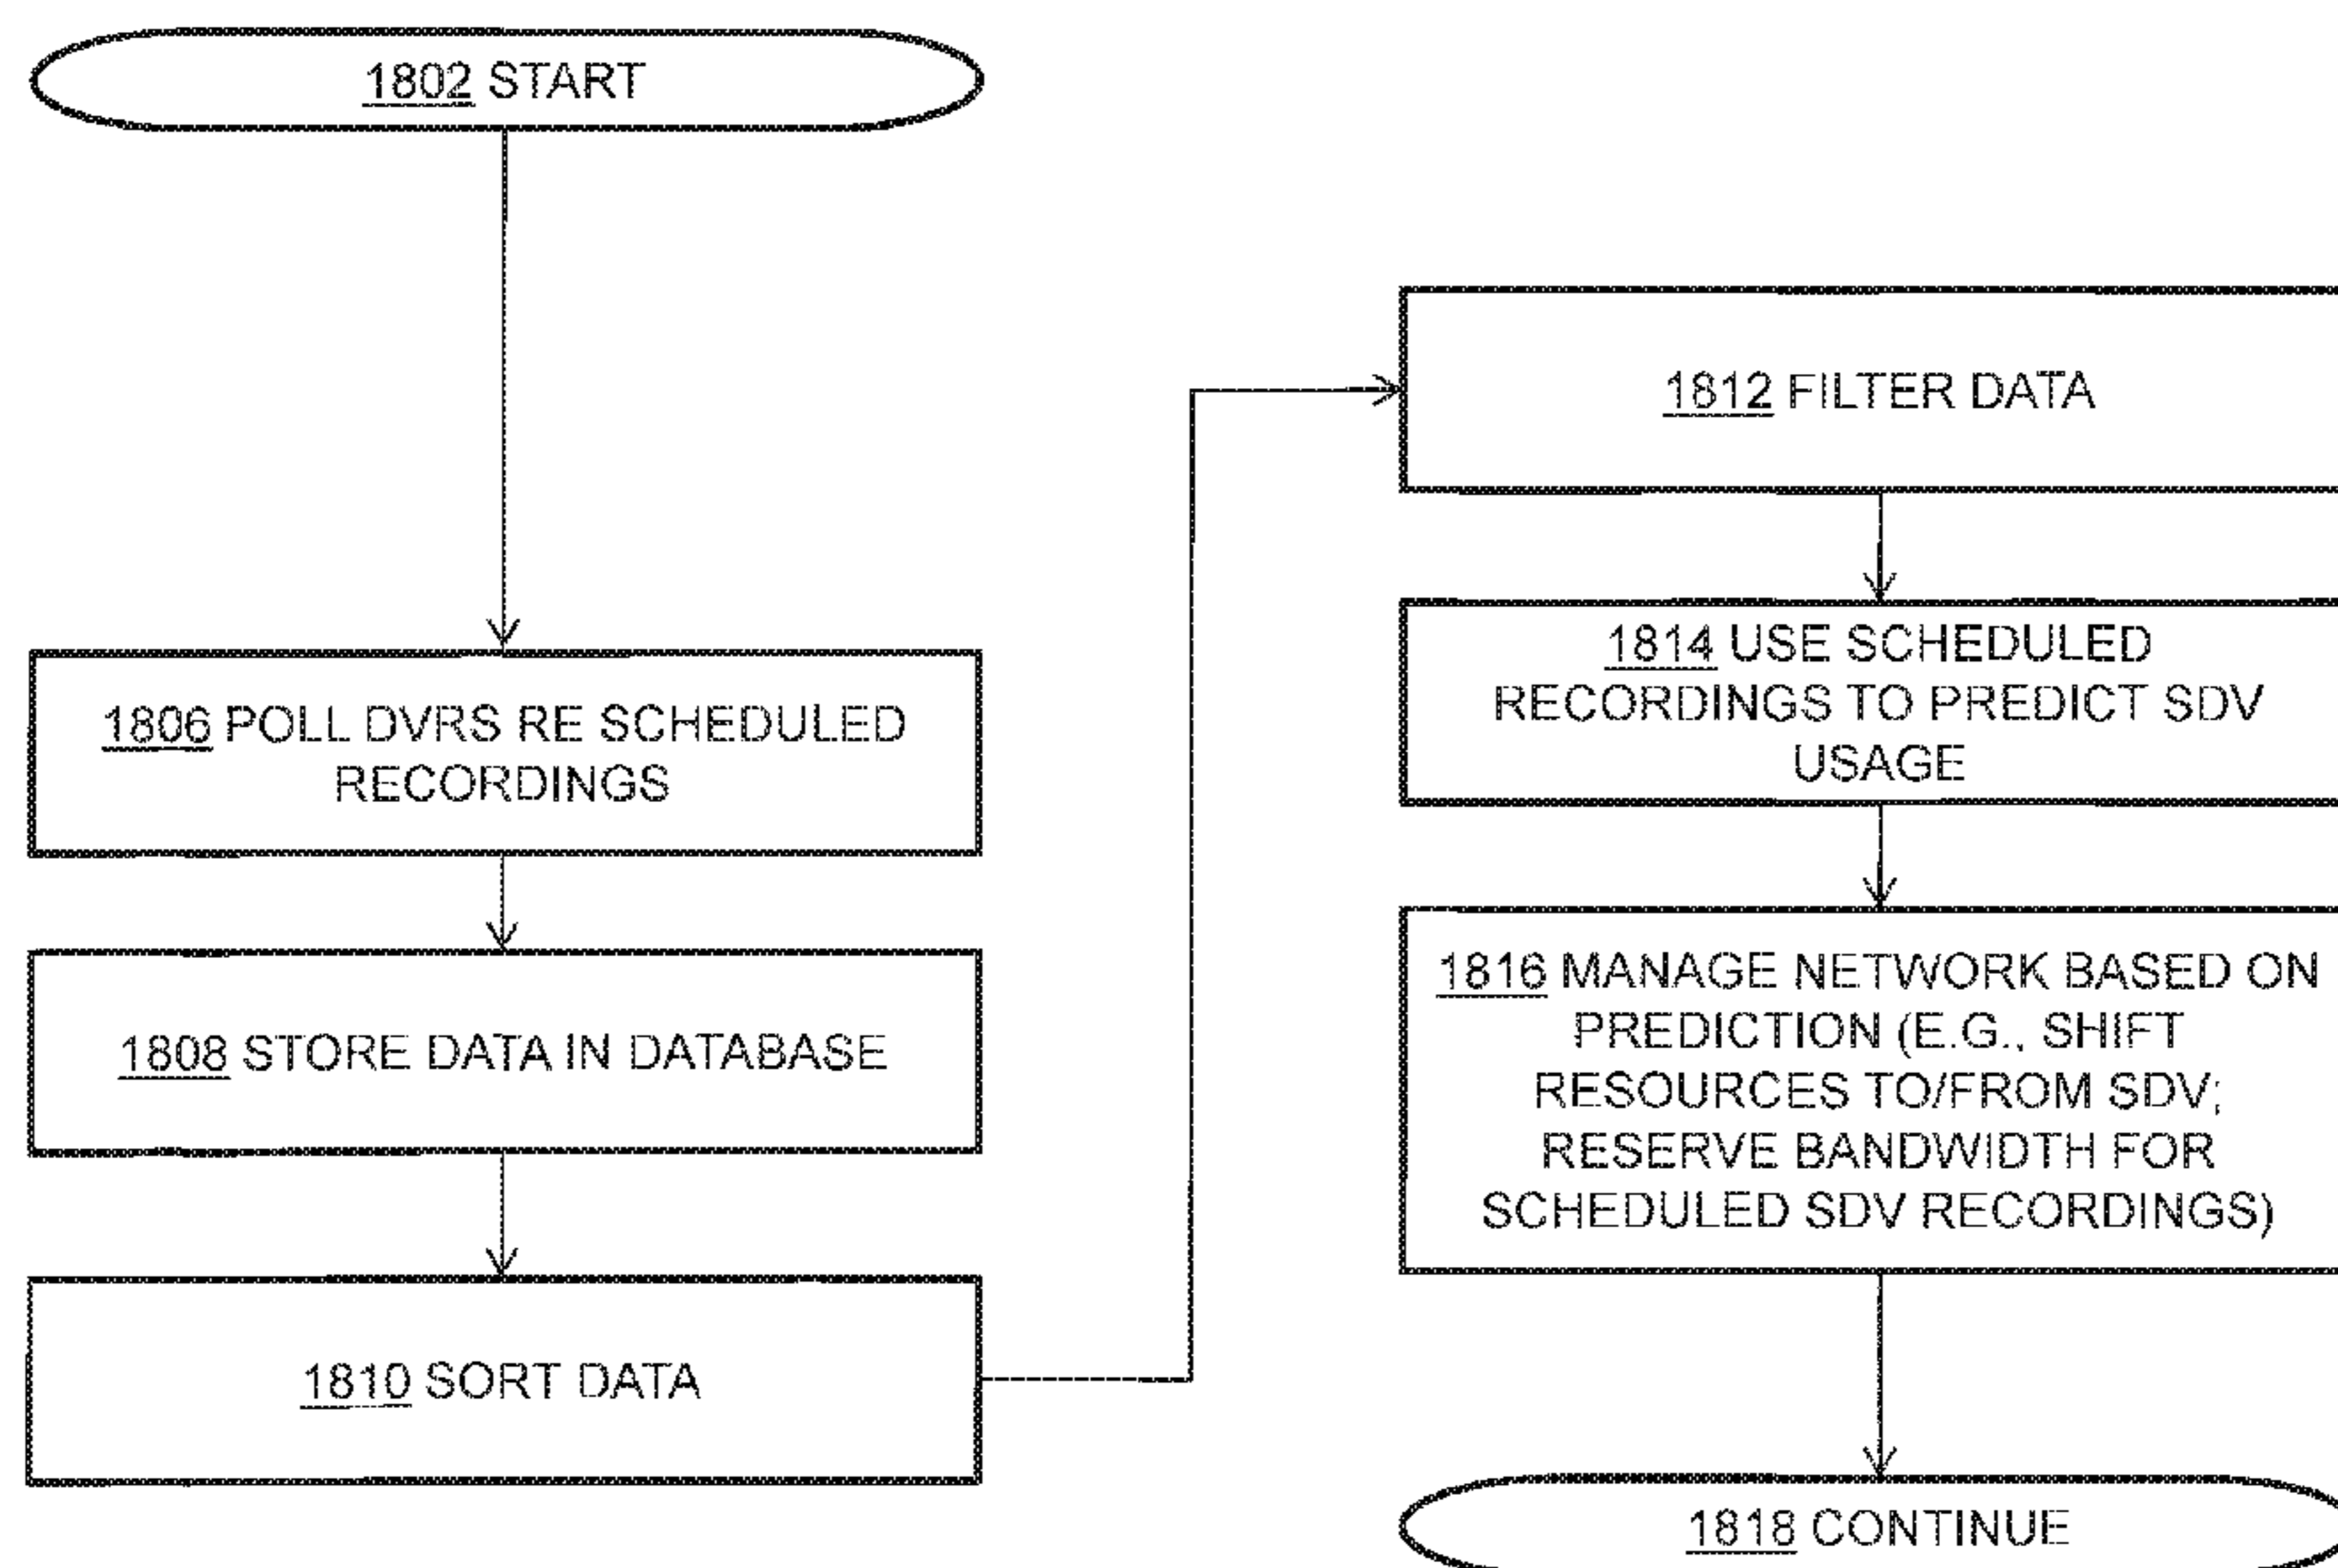 1802 START
1806 POLL DVRS RE SCHEDULED
RECORDINGS
1808 STORE DATA IN DATABASE
1810 SORT DATA
1812 FILTER DATA
1814 USE SCHEDULED
RECORDINGS TO PREDICT SDV
USAGE
1816 MANAGE NETWORK BASED ON
PREDICTION (E.G., SHIFT
RESOURCES TO/FROM SDV;
RESERVE BANDWIDTH FOR
SCHEDULED SDV RECORDINGS)
1818 CONTINUE